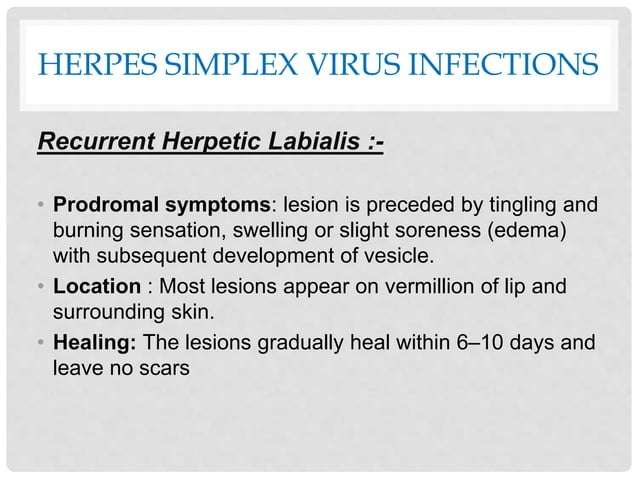 HERPES SIMPLEX VIRUS INFECTIONS
Recurrent Herpetic Labialis :-
• Prodromal symptoms: lesion is preceded by tingling and
burning sensation, swelling or slight soreness (edema)
with subsequent development of vesicle.
• Location : Most lesions appear on vermillion of lip and
surrounding skin.
• Healing: The lesions gradually heal within 6–10 days and
leave no scars